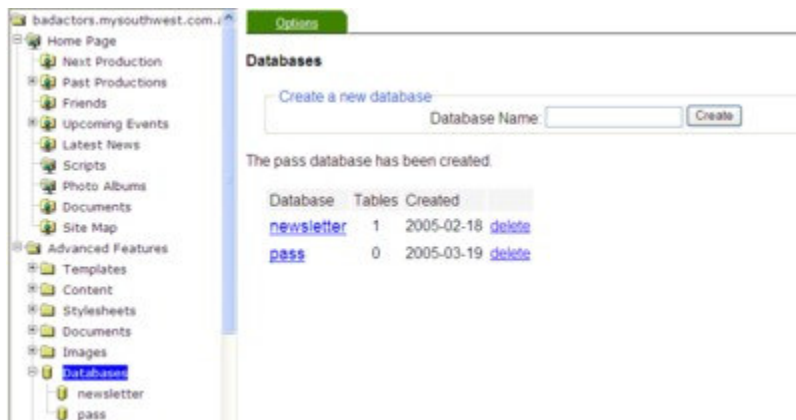 badactors.mysouthwest.com.a
Home Page
Next Production
Past Productions
Friends
Upcoming Events
Latest News
Scripts
Photo Albums
Documents
Site Map
Advanced Features
Templates
Content
Stylesheets
Documents
Images
Databases
newsletter
pass
Options
Databases
Create a new database
Database Name: Create
The pass database has been created.
Database Tables Created
newsletter 1 2005-02-18 delete
pass 0 2005-03-19 delete